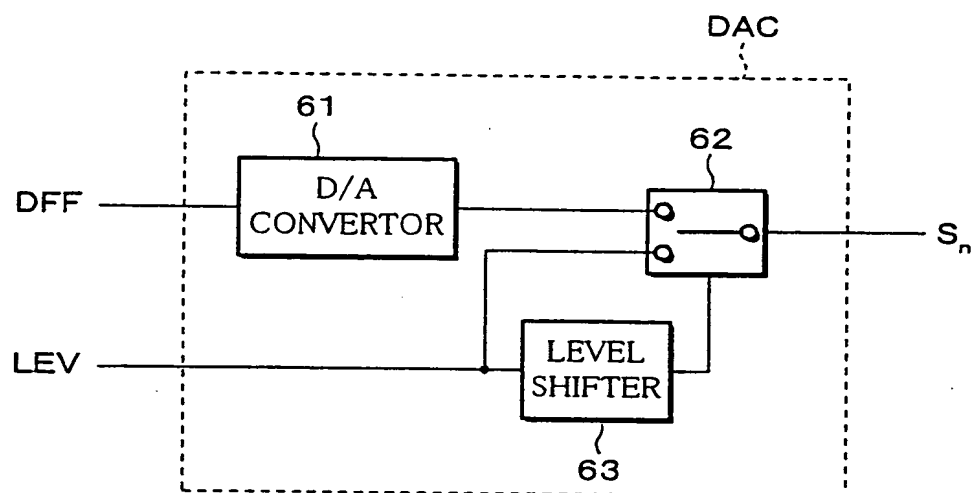 DAC
61
D/A
CONVERTOR
62
DFF
Sn
LEV
LEVEL
SHIFTER
63